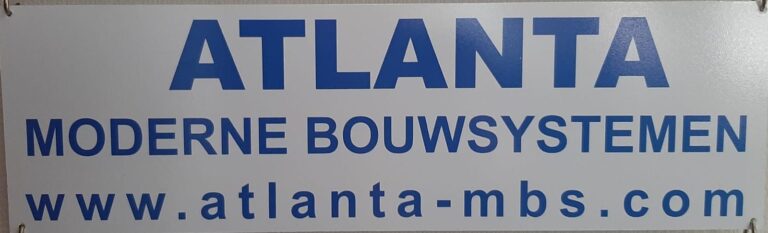 ATLANTA
MODERNE BOUWSYSTEMEN
www.atlanta-mbs.com